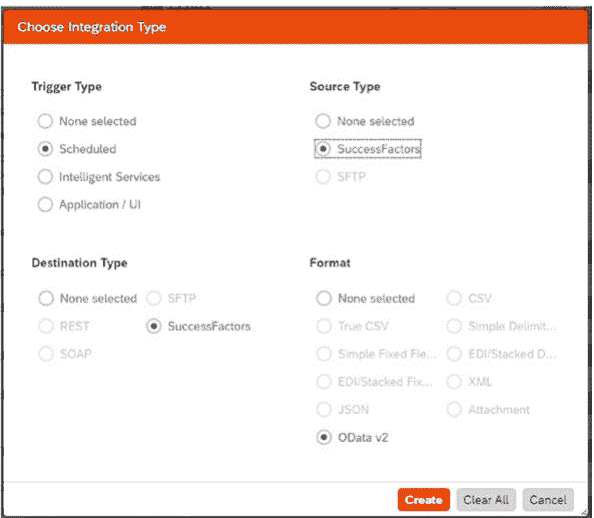 Choose Integration Type
Trigger Type
None selected
Scheduled
Intelligent Services
Application / UI
Source Type
None selected
SuccessFactors
SFTP
Destination Type
None selected
SFTP
REST
SuccessFactors
SOAP
Format
None selected
CSV
True CSV
Simple Delimit...
Simple Fixed Fie...
EDI/Stacked D...
EDI/Stacked Fix...
XML
JSON
Attachment
OData v2
Create
Clear All
Cancel